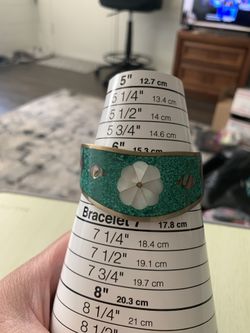 5" 12.7 cm
5 1/4" 13.4 cm
5 1/2" 14 cm
5 3/4" 14.6 cm
6" 15.3 cm
Bracelet 7" 17.8 cm
7 1/4" 18.4 cm
7 1/2" 19.1 cm
7 3/4" 19.7 cm
8" 20.3 cm
8 1/4" 21 cm
8 1/2"